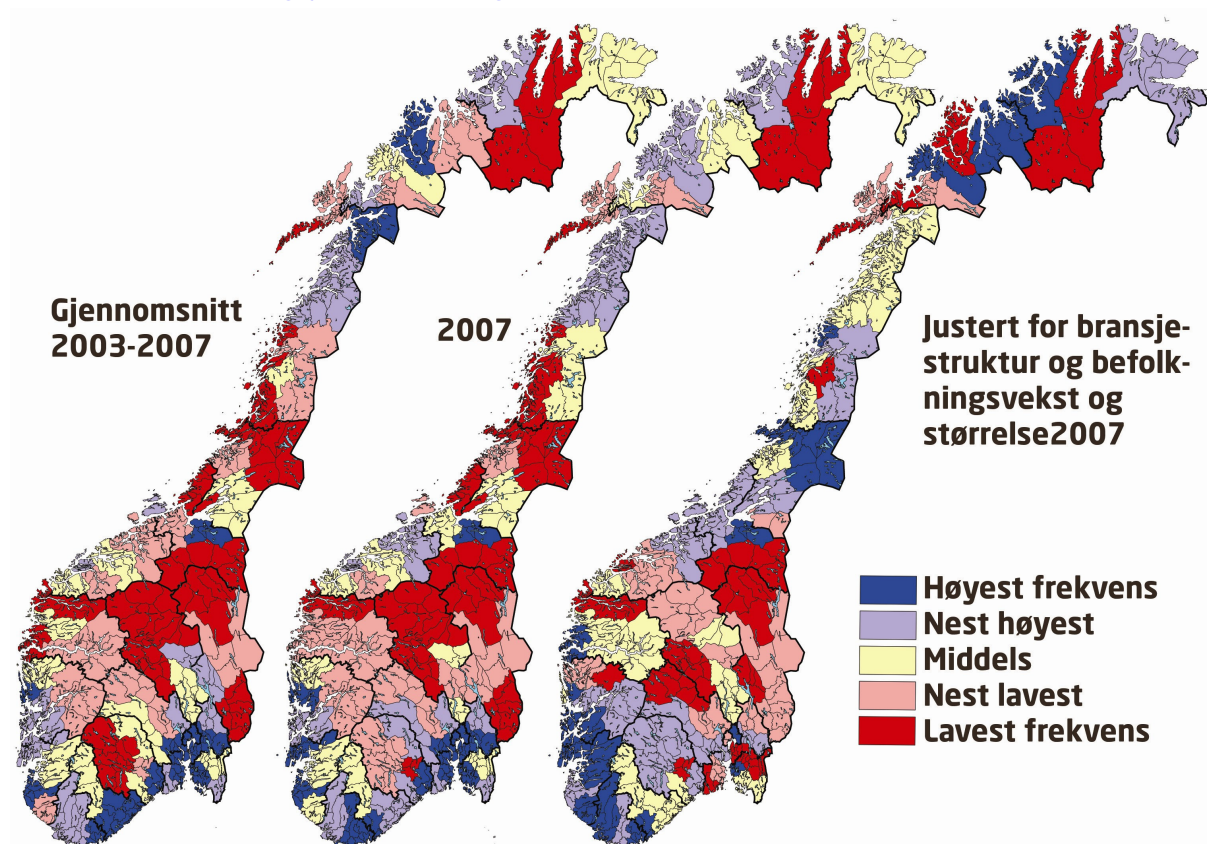 Gjennomsnitt
2003-2007
2007
Justert for bransje-
struktur og befolk-
ningsvekst og
størrelse2007
Høyest frekvens
Nest høyest
Middels
Nest lavest
Lavest frekvens